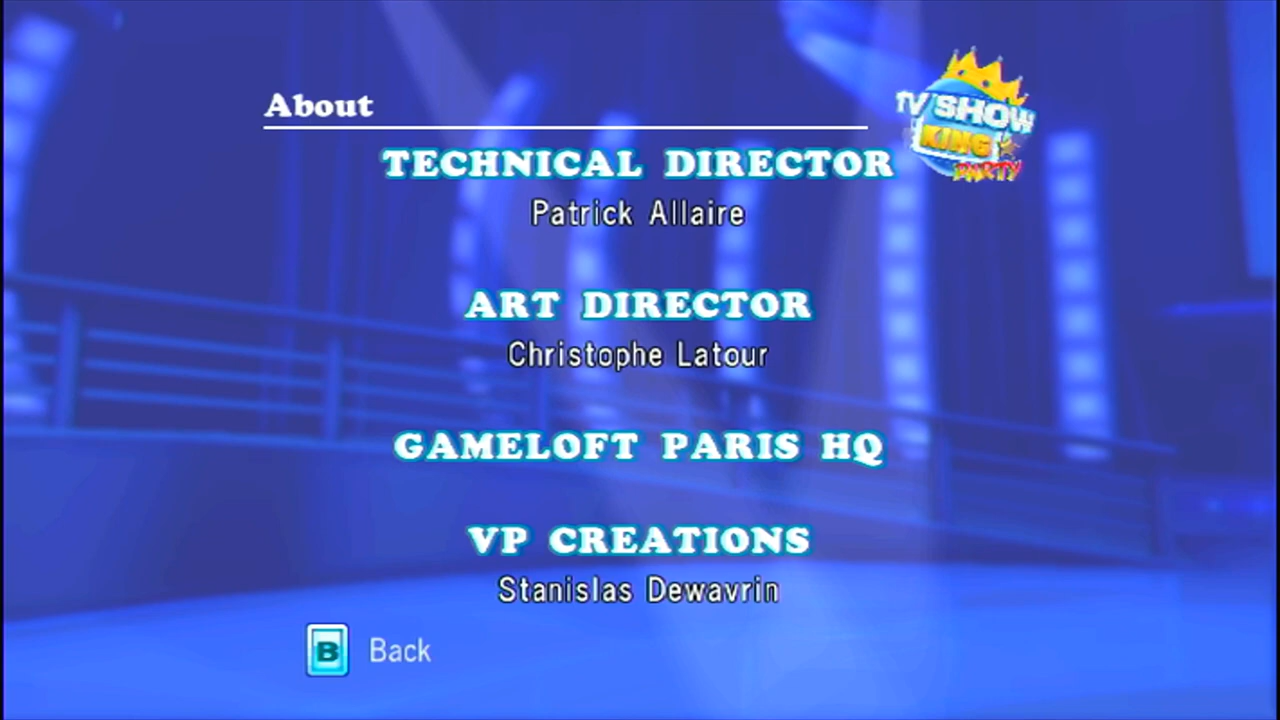 About
TV SHOW
KING
PARTY
TECHNICAL DIRECTOR
Patrick Allaire
ART DIRECTOR
Christophe Latour
GAMELOFT PARIS HQ
VP CREATIONS
Stanislas Dewavrin
B Back